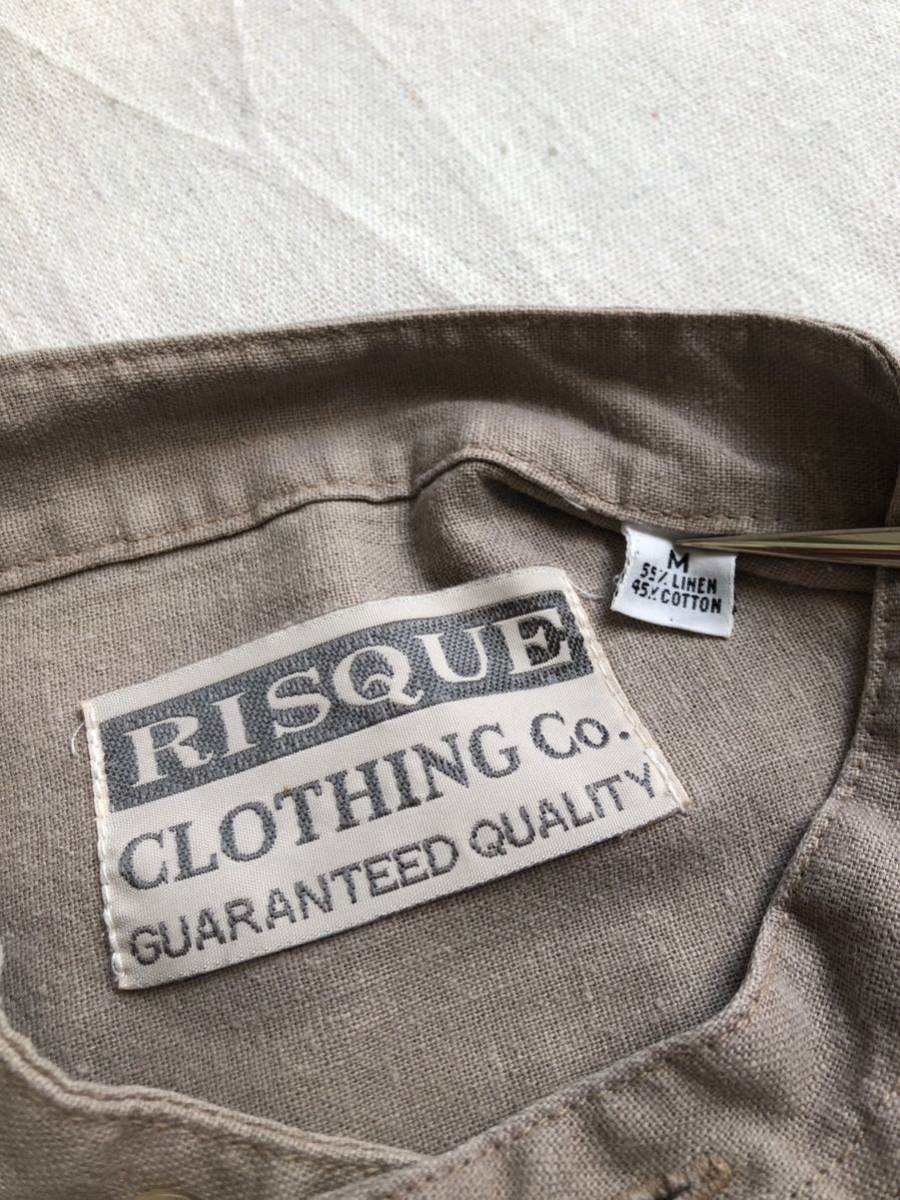 M
55% LINEN
45% COTTON
RISQUE
CLOTHING Co.
GUARANTEED QUALITY